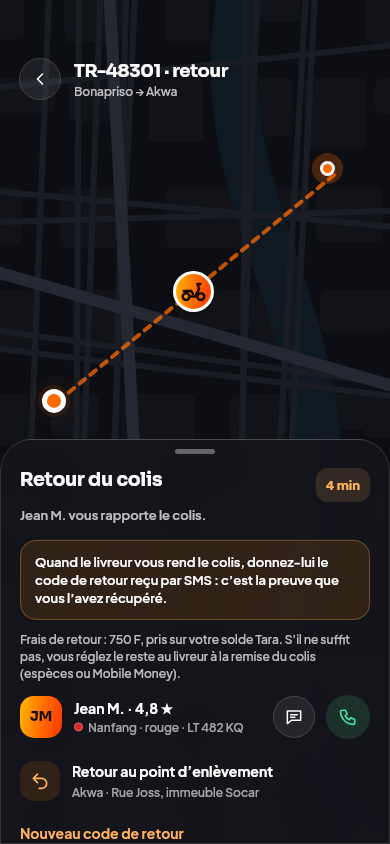 TR-48301 · retour
Bonapriso → Akwa
Retour du colis
4 min
Jean M. vous rapporte le colis.
Quand le livreur vous rend le colis, donnez-lui le
code de retour reçu par SMS : c’est la preuve que
vous l’avez récupéré.
Frais de retour : 750 F, pris sur votre solde Tara. S’il ne suffit
pas, vous réglez le reste au livreur à la remise du colis
(espèces ou Mobile Money).
JM
Jean M. · 4,8 ★
Nanfang · rouge · LT 482 KQ
Retour au point d’enlèvement
Akwa · Rue Joss, immeuble Socar
Nouveau code de retour